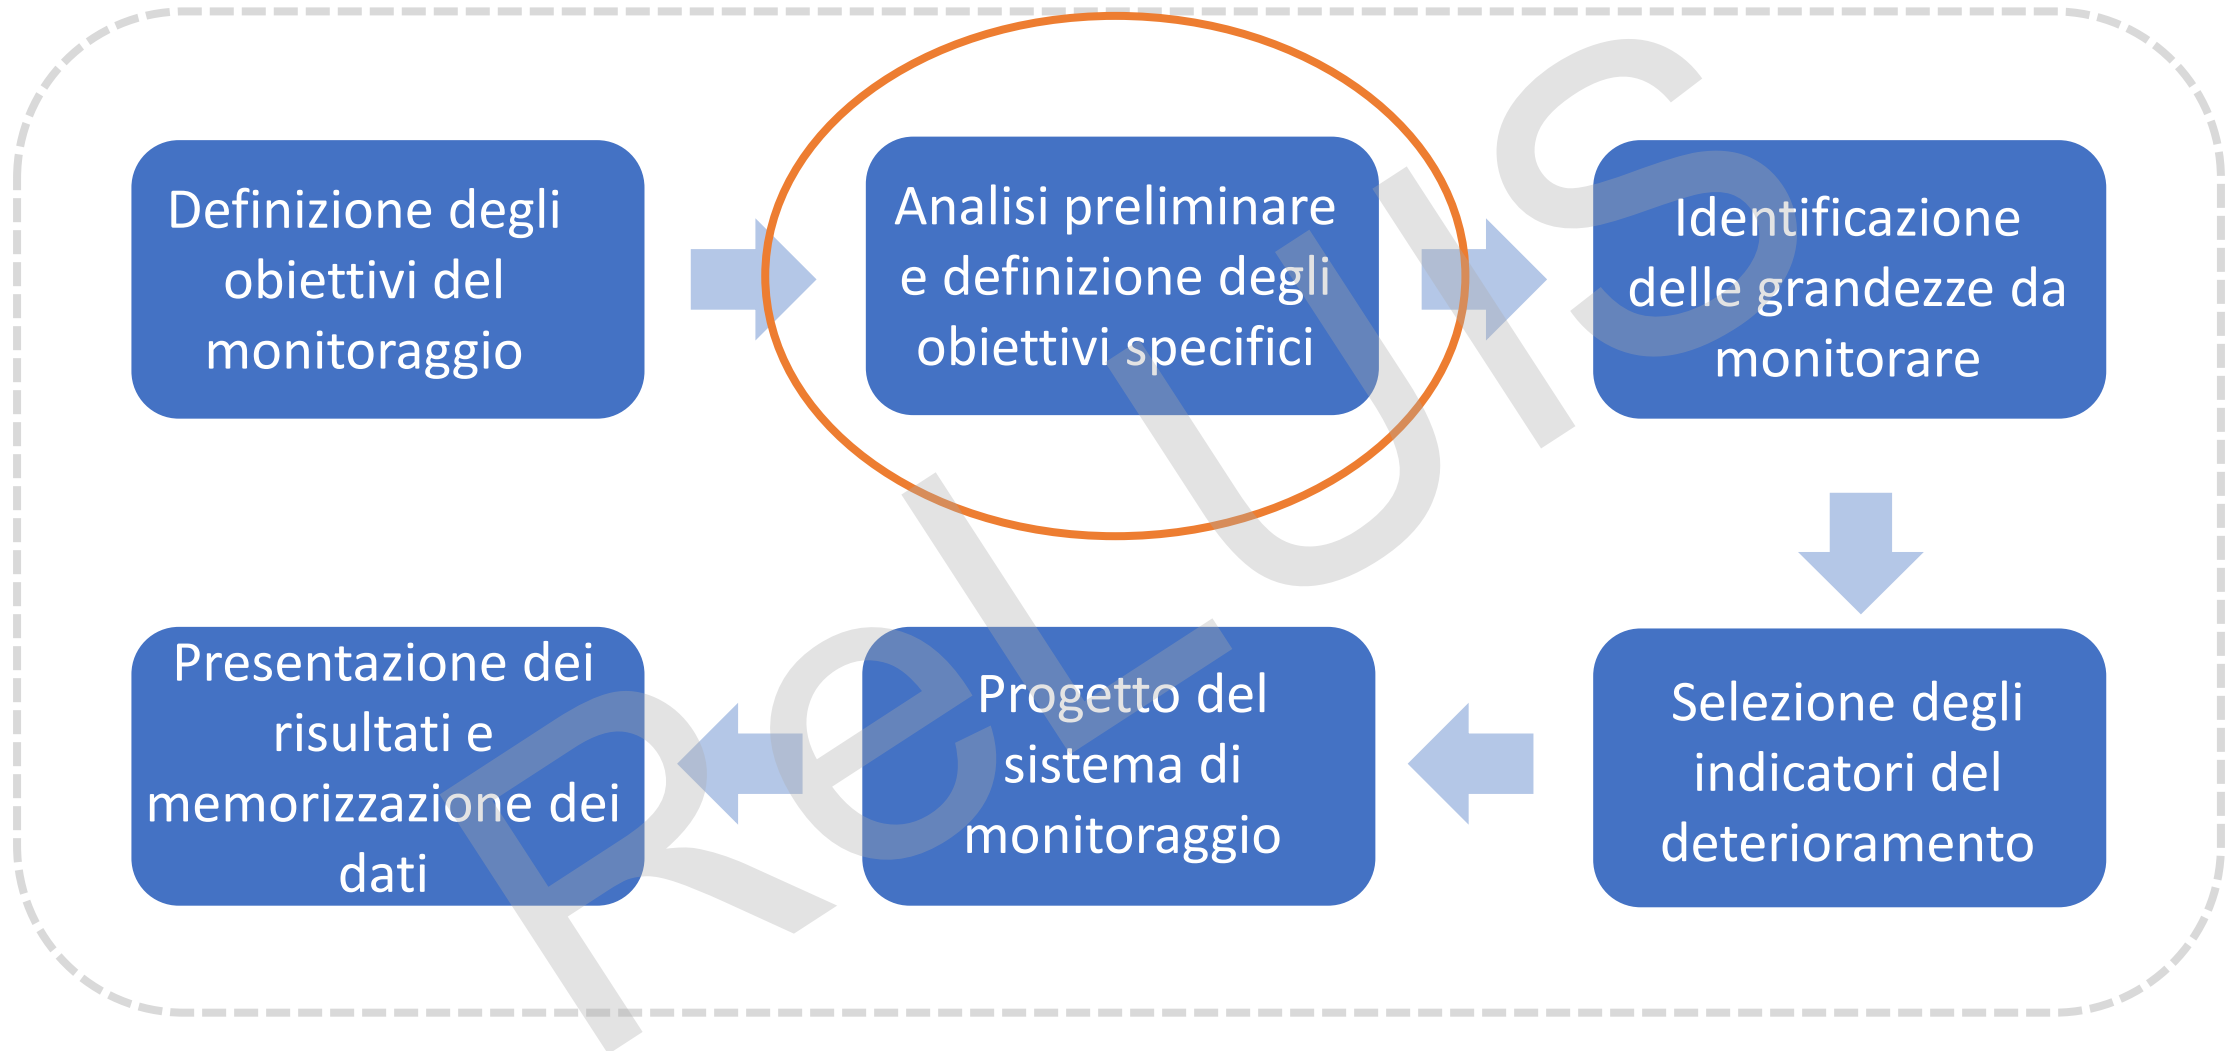 Definizione degli
obiettivi del
monitoraggio
Analisi preliminare
e definizione degli
obiettivi specifici
Identificazione
delle grandezze da
monitorare
Selezione degli
indicatori del
deterioramento
Progetto del
sistema di
monitoraggio
Presentazione dei
risultati e
memorizzazione dei
dati
ReLUIS